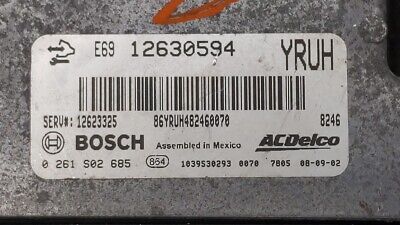 E69 12630594 YRUH
SERV#: 12623325 86YRUH482460070 8246
BOSCH Assembled in Mexico ACDelco
0 261 S02 685 864 1039S30293 0070 7805 08-09-02